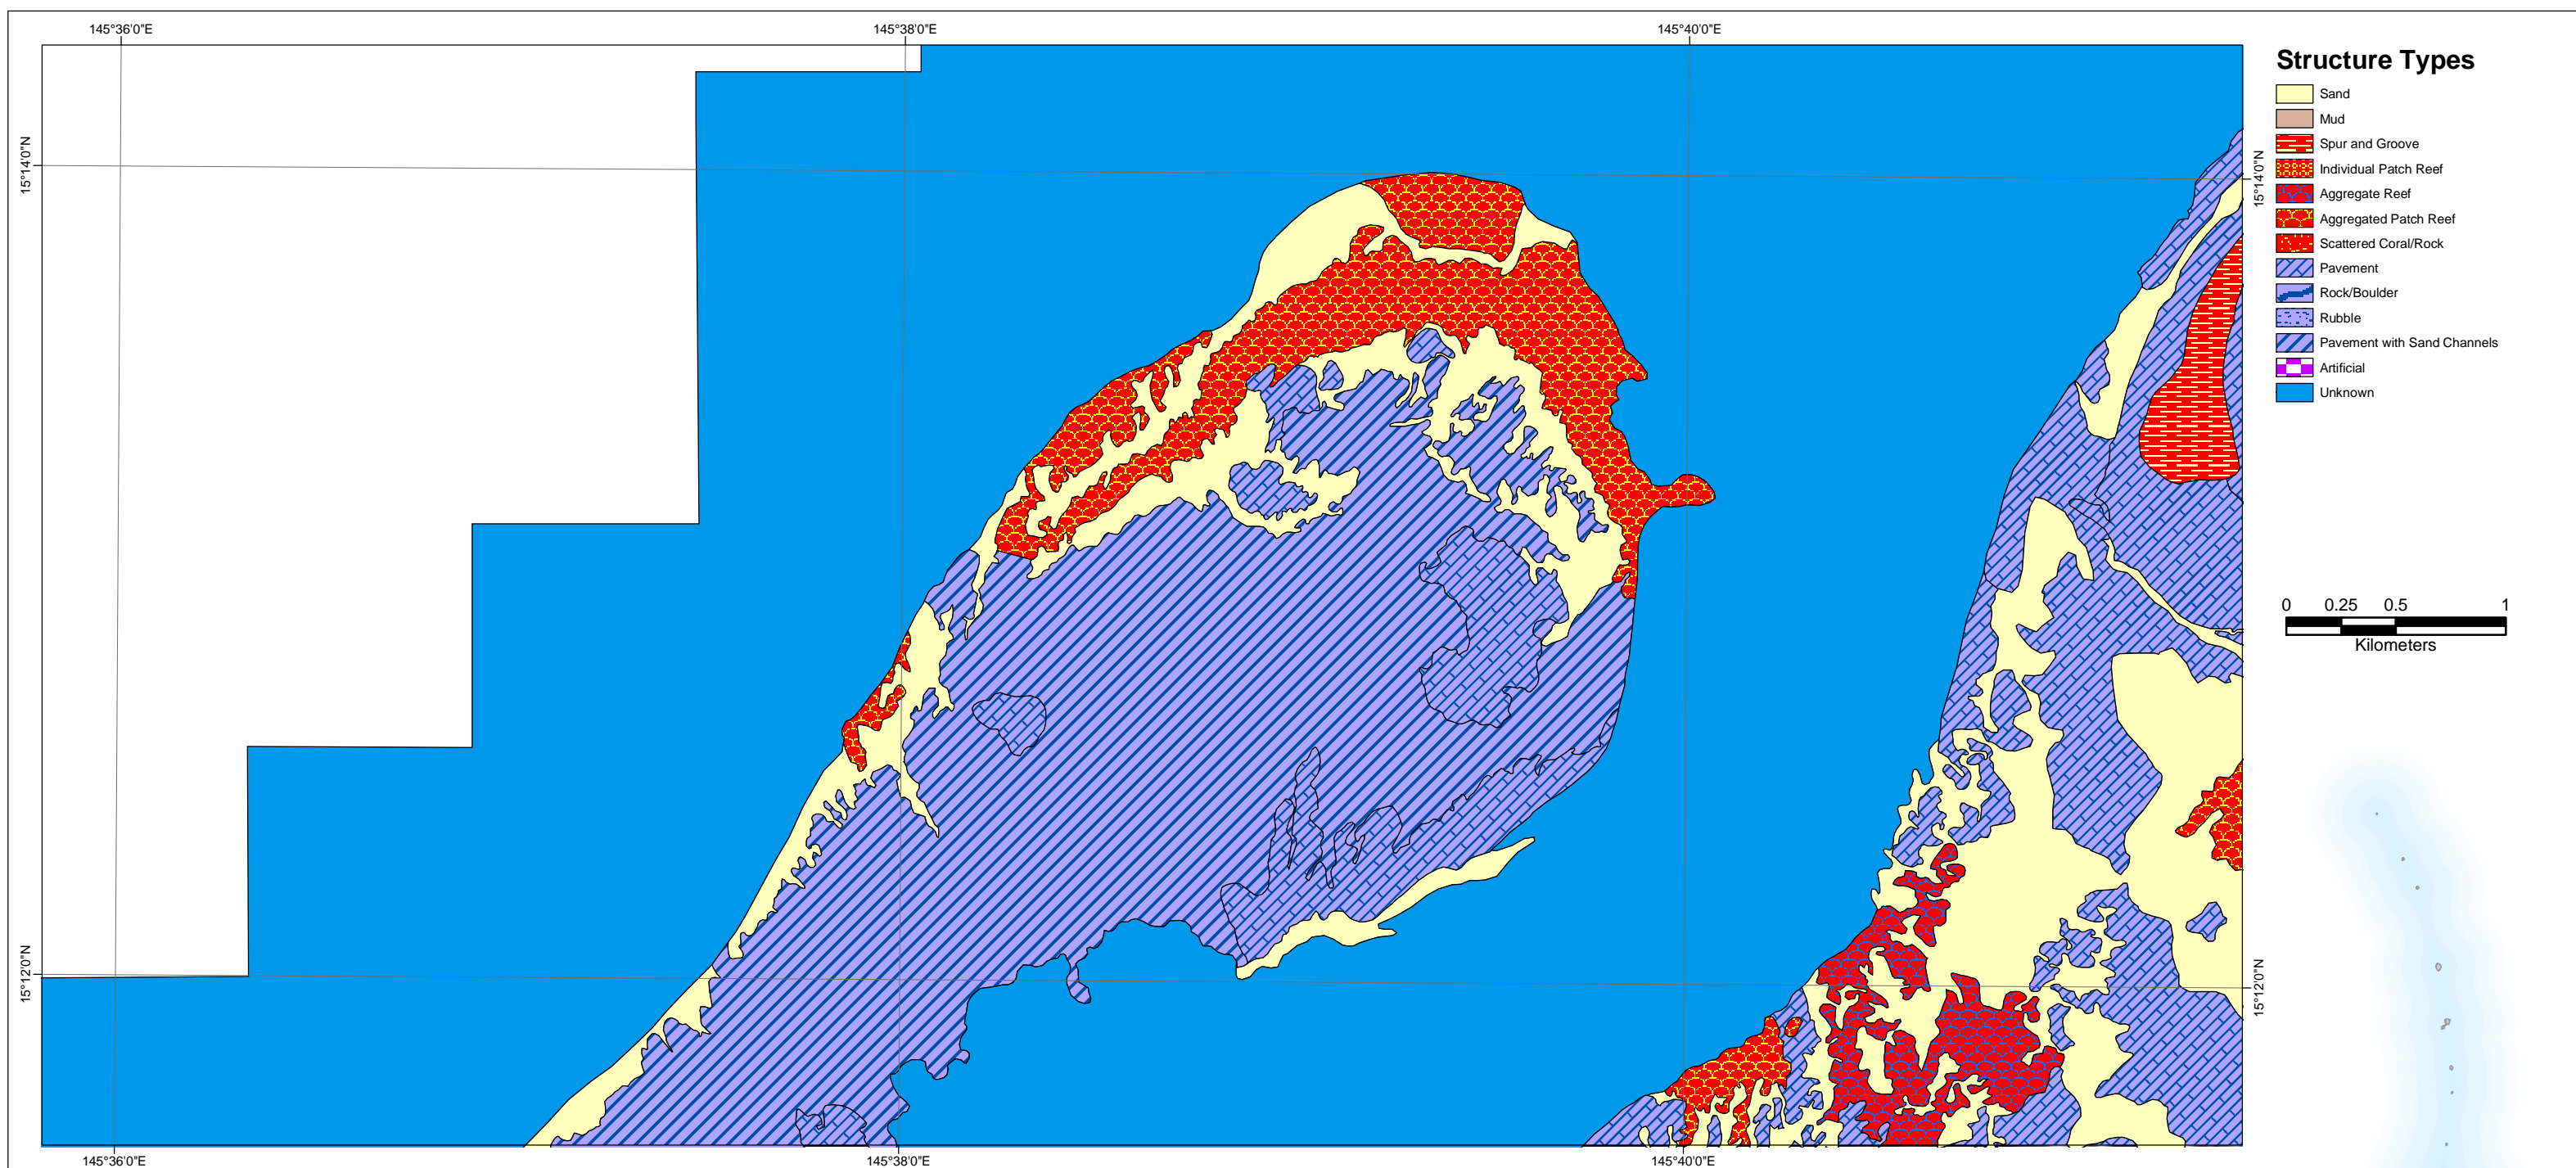 145°36'0"E
145°38'0"E
145°40'0"E
15°14'0"N
15°14'0"N
15°12'0"N
15°12'0"N
145°36'0"E
145°38'0"E
145°40'0"E
Structure Types
Sand
Mud
Spur and Groove
Individual Patch Reef
Aggregate Reef
Aggregated Patch Reef
Scattered Coral/Rock
Pavement
Rock/Boulder
Rubble
Pavement with Sand Channels
Artificial
Unknown
0 0.25 0.5 1
Kilometers